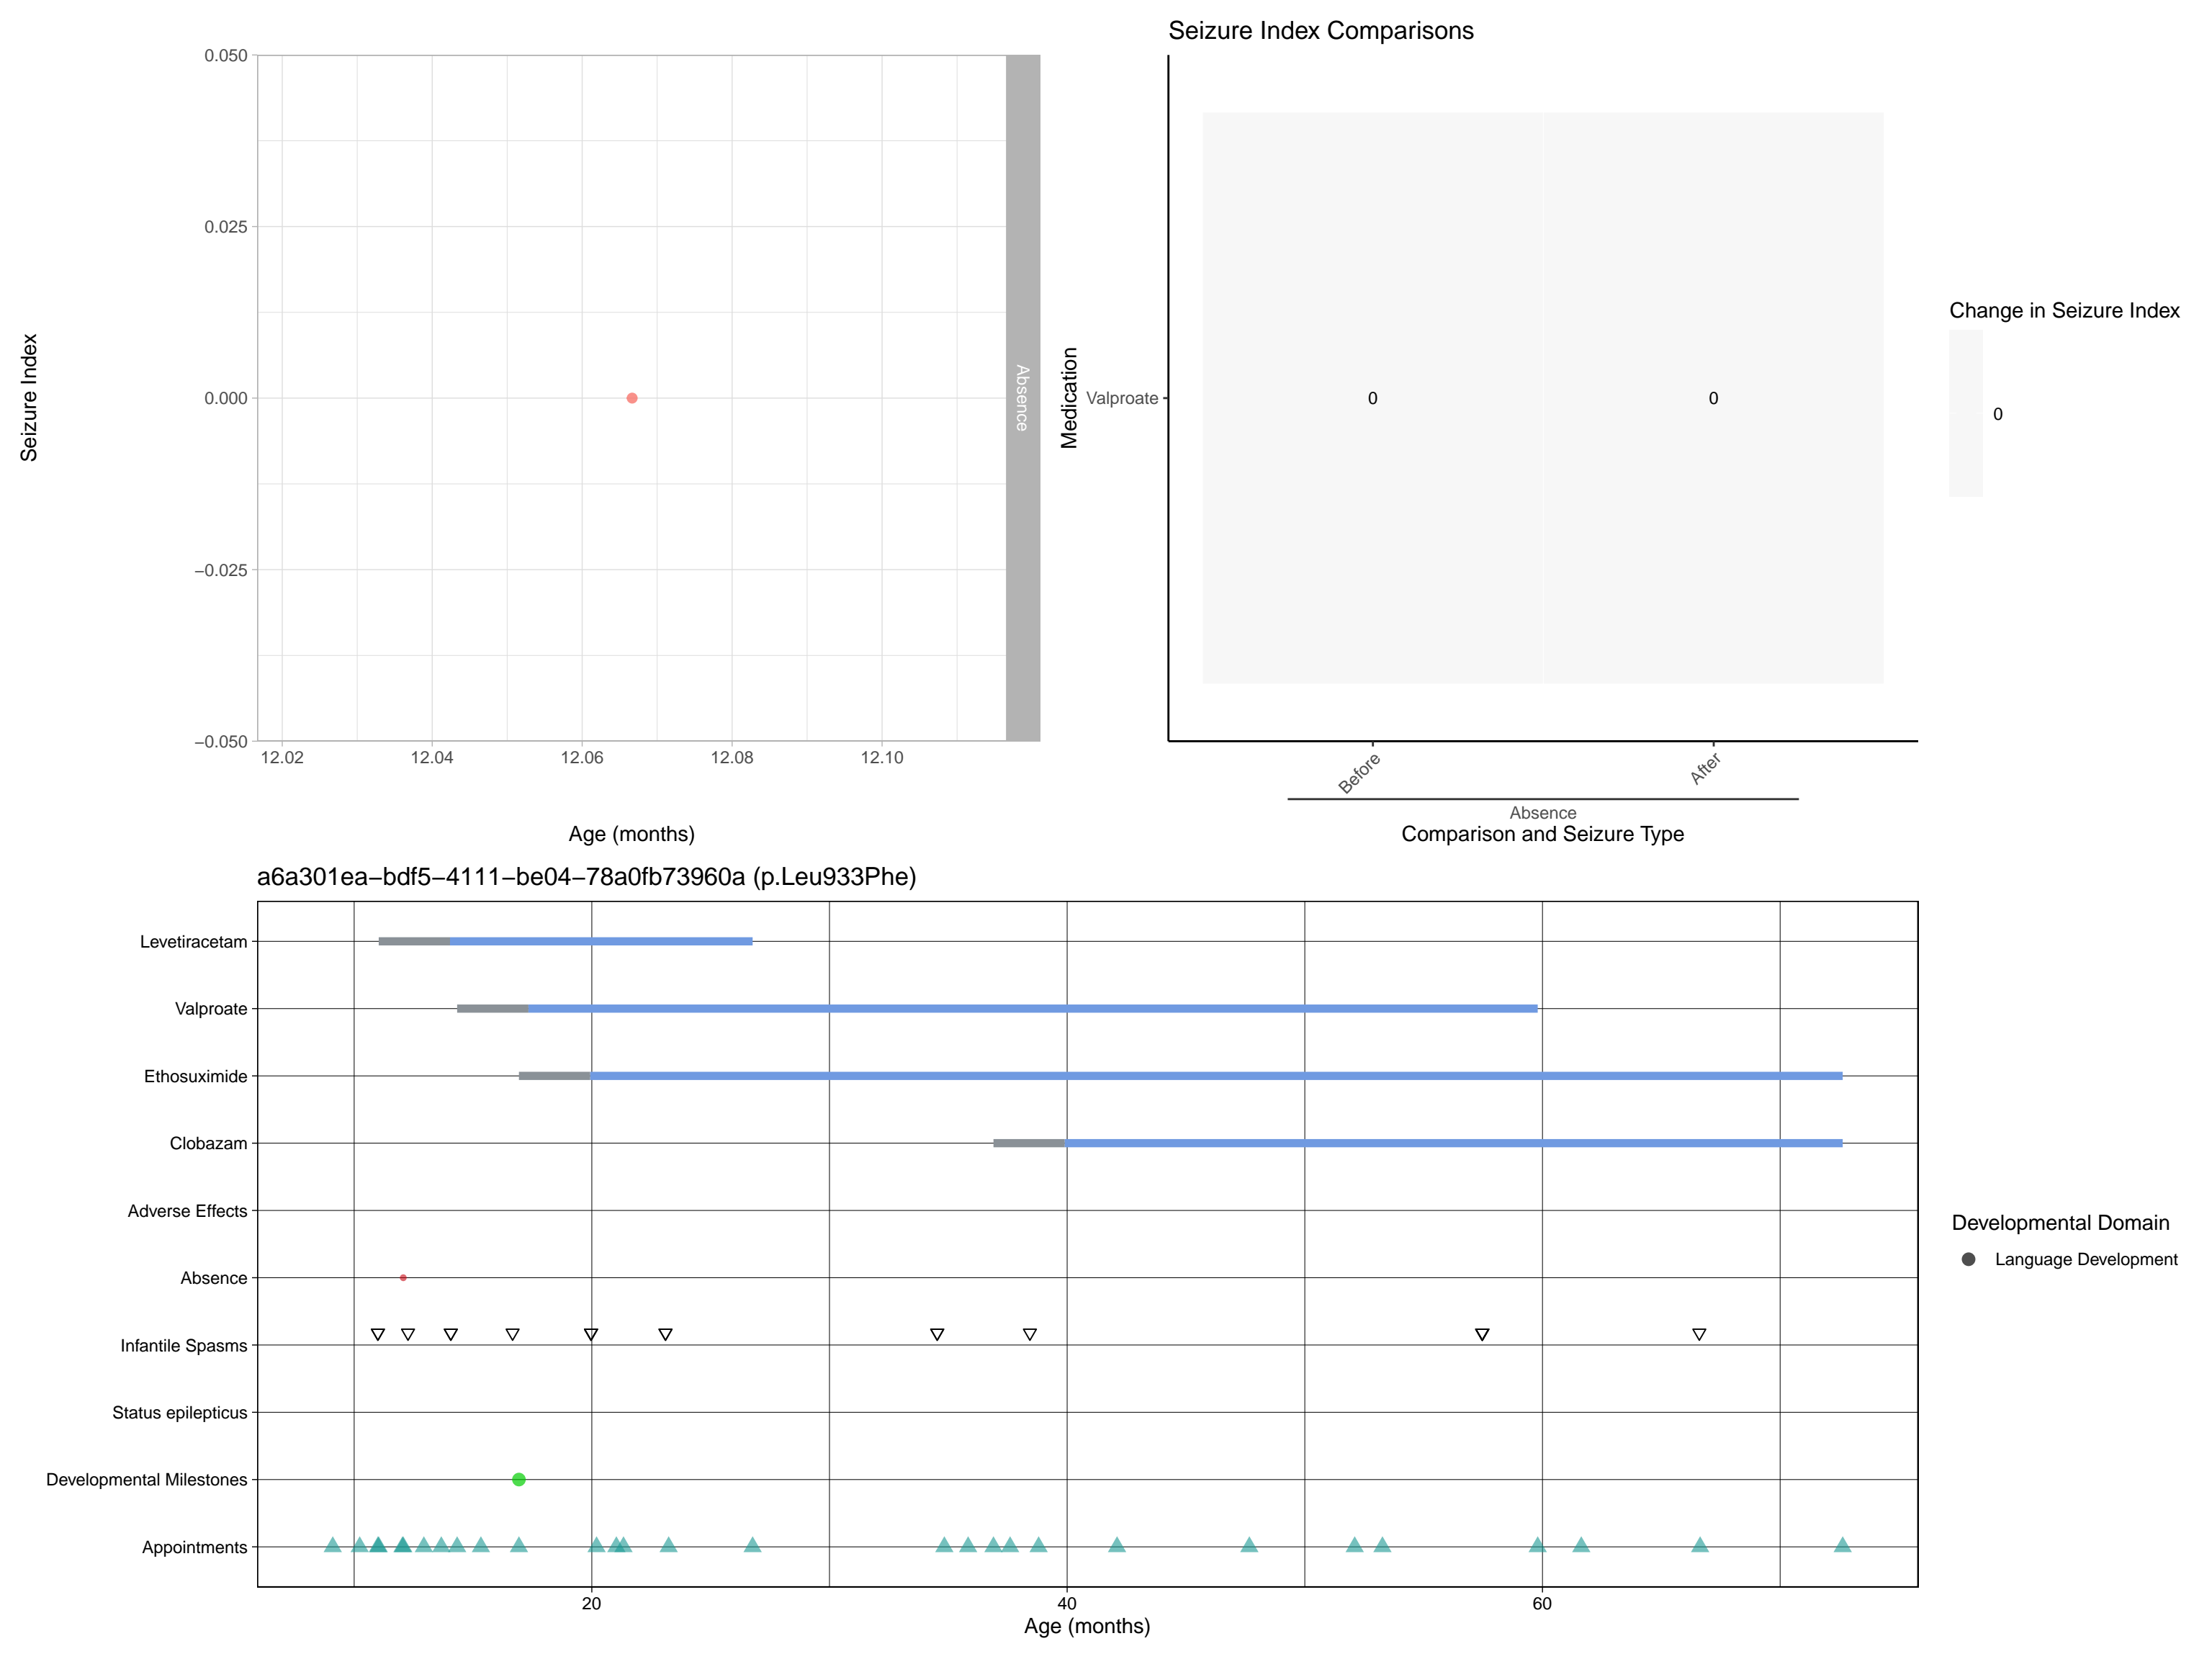 Seizure Index
0.050
0.025
0.000
−0.025
−0.050
12.02 12.04 12.06 12.08 12.10
Age (months)
Absence
Seizure Index Comparisons
Medication
Valproate
0 0
Before After
Absence
Comparison and Seizure Type
Change in Seizure Index
0
a6a301ea−bdf5−4111−be04−78a0fb73960a (p.Leu933Phe)
Levetiracetam
Valproate
Ethosuximide
Clobazam
Adverse Effects
Absence
Infantile Spasms
Status epilepticus
Developmental Milestones
Appointments
20 40 60
Age (months)
Developmental Domain
Language Development